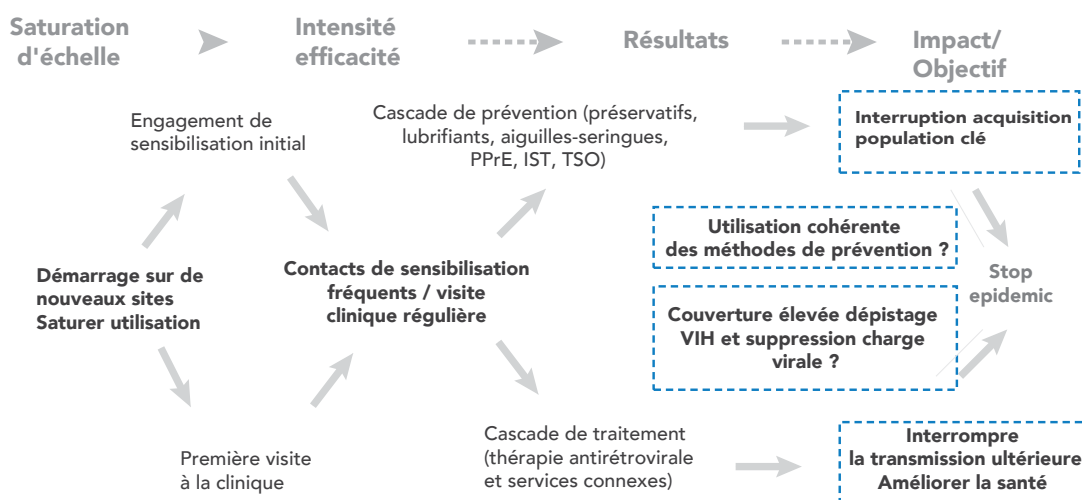 Saturation
d'échelle
Intensité
efficacité
Résultats
Impact/
Objectif
Engagement de
sensibilisation initial
Cascade de prévention (préservatifs,
lubrifiants, aiguilles-seringues,
PPrE, IST, TSO)
Interruption acquisition
population clé
Démarrage sur de
nouveaux sites
Saturer utilisation
Contacts de sensibilisation
fréquents / visite
clinique régulière
Utilisation cohérente
des méthodes de prévention ?
Couverture élevée dépistage
VIH et suppression charge
virale ?
Stop
epidemic
Première visite
à la clinique
Cascade de traitement
(thérapie antirétrovirale
et services connexes)
Interrompre
la transmission ultérieure
Améliorer la santé